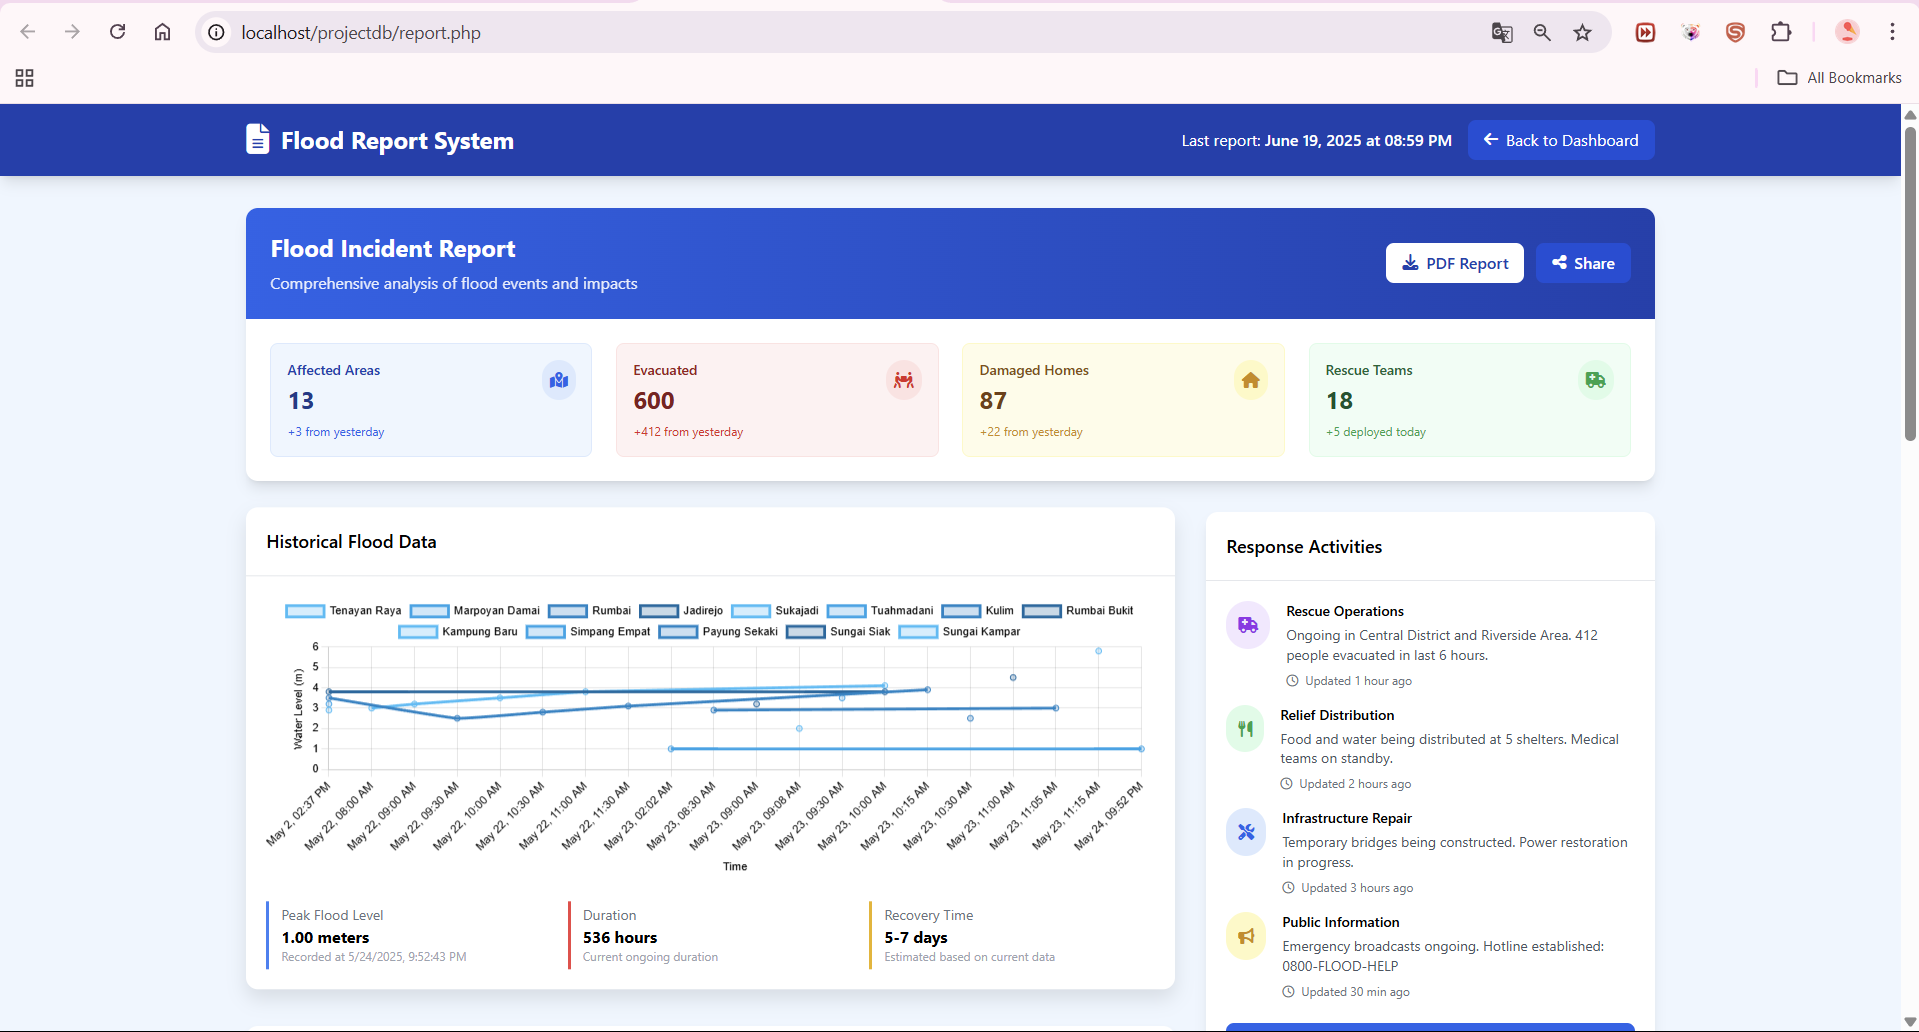 localhost/projectdb/report.php
All Bookmarks
Flood Report System
Last report: June 19, 2025 at 08:59 PM
Back to Dashboard
Flood Incident Report
Comprehensive analysis of flood events and impacts
PDF Report
Share
Affected Areas
13
+3 from yesterday
Evacuated
600
+412 from yesterday
Damaged Homes
87
+22 from yesterday
Rescue Teams
18
+5 deployed today
Historical Flood Data
Tenayan Raya Marpoyan Damai Rumbai Jadirejo Sukajadi Tuahmadani Kulim Rumbai Bukit
Kampung Baru Simpang Empat Payung Sekaki Sungai Siak Sungai Kampar
Water Level (m)
6
5
4
3
2
1
0
May 2, 02:37 PM
May 22, 08:00 AM
May 22, 09:00 AM
May 22, 09:30 AM
May 22, 10:00 AM
May 22, 10:30 AM
May 22, 11:00 AM
May 22, 11:30 AM
May 23, 02:02 AM
May 23, 08:30 AM
May 23, 09:00 AM
May 23, 09:08 AM
May 23, 09:30 AM
May 23, 10:00 AM
May 23, 10:15 AM
May 23, 10:30 AM
May 23, 11:00 AM
May 23, 11:05 AM
May 23, 11:15 AM
May 24, 09:52 PM
Time
Peak Flood Level
1.00 meters
Recorded at 5/24/2025, 9:52:43 PM
Duration
536 hours
Current ongoing duration
Recovery Time
5-7 days
Estimated based on current data
Response Activities
Rescue Operations
Ongoing in Central District and Riverside Area. 412
people evacuated in last 6 hours.
Updated 1 hour ago
Relief Distribution
Food and water being distributed at 5 shelters. Medical
teams on standby.
Updated 2 hours ago
Infrastructure Repair
Temporary bridges being constructed. Power restoration
in progress.
Updated 3 hours ago
Public Information
Emergency broadcasts ongoing. Hotline established:
0800-FLOOD-HELP
Updated 30 min ago